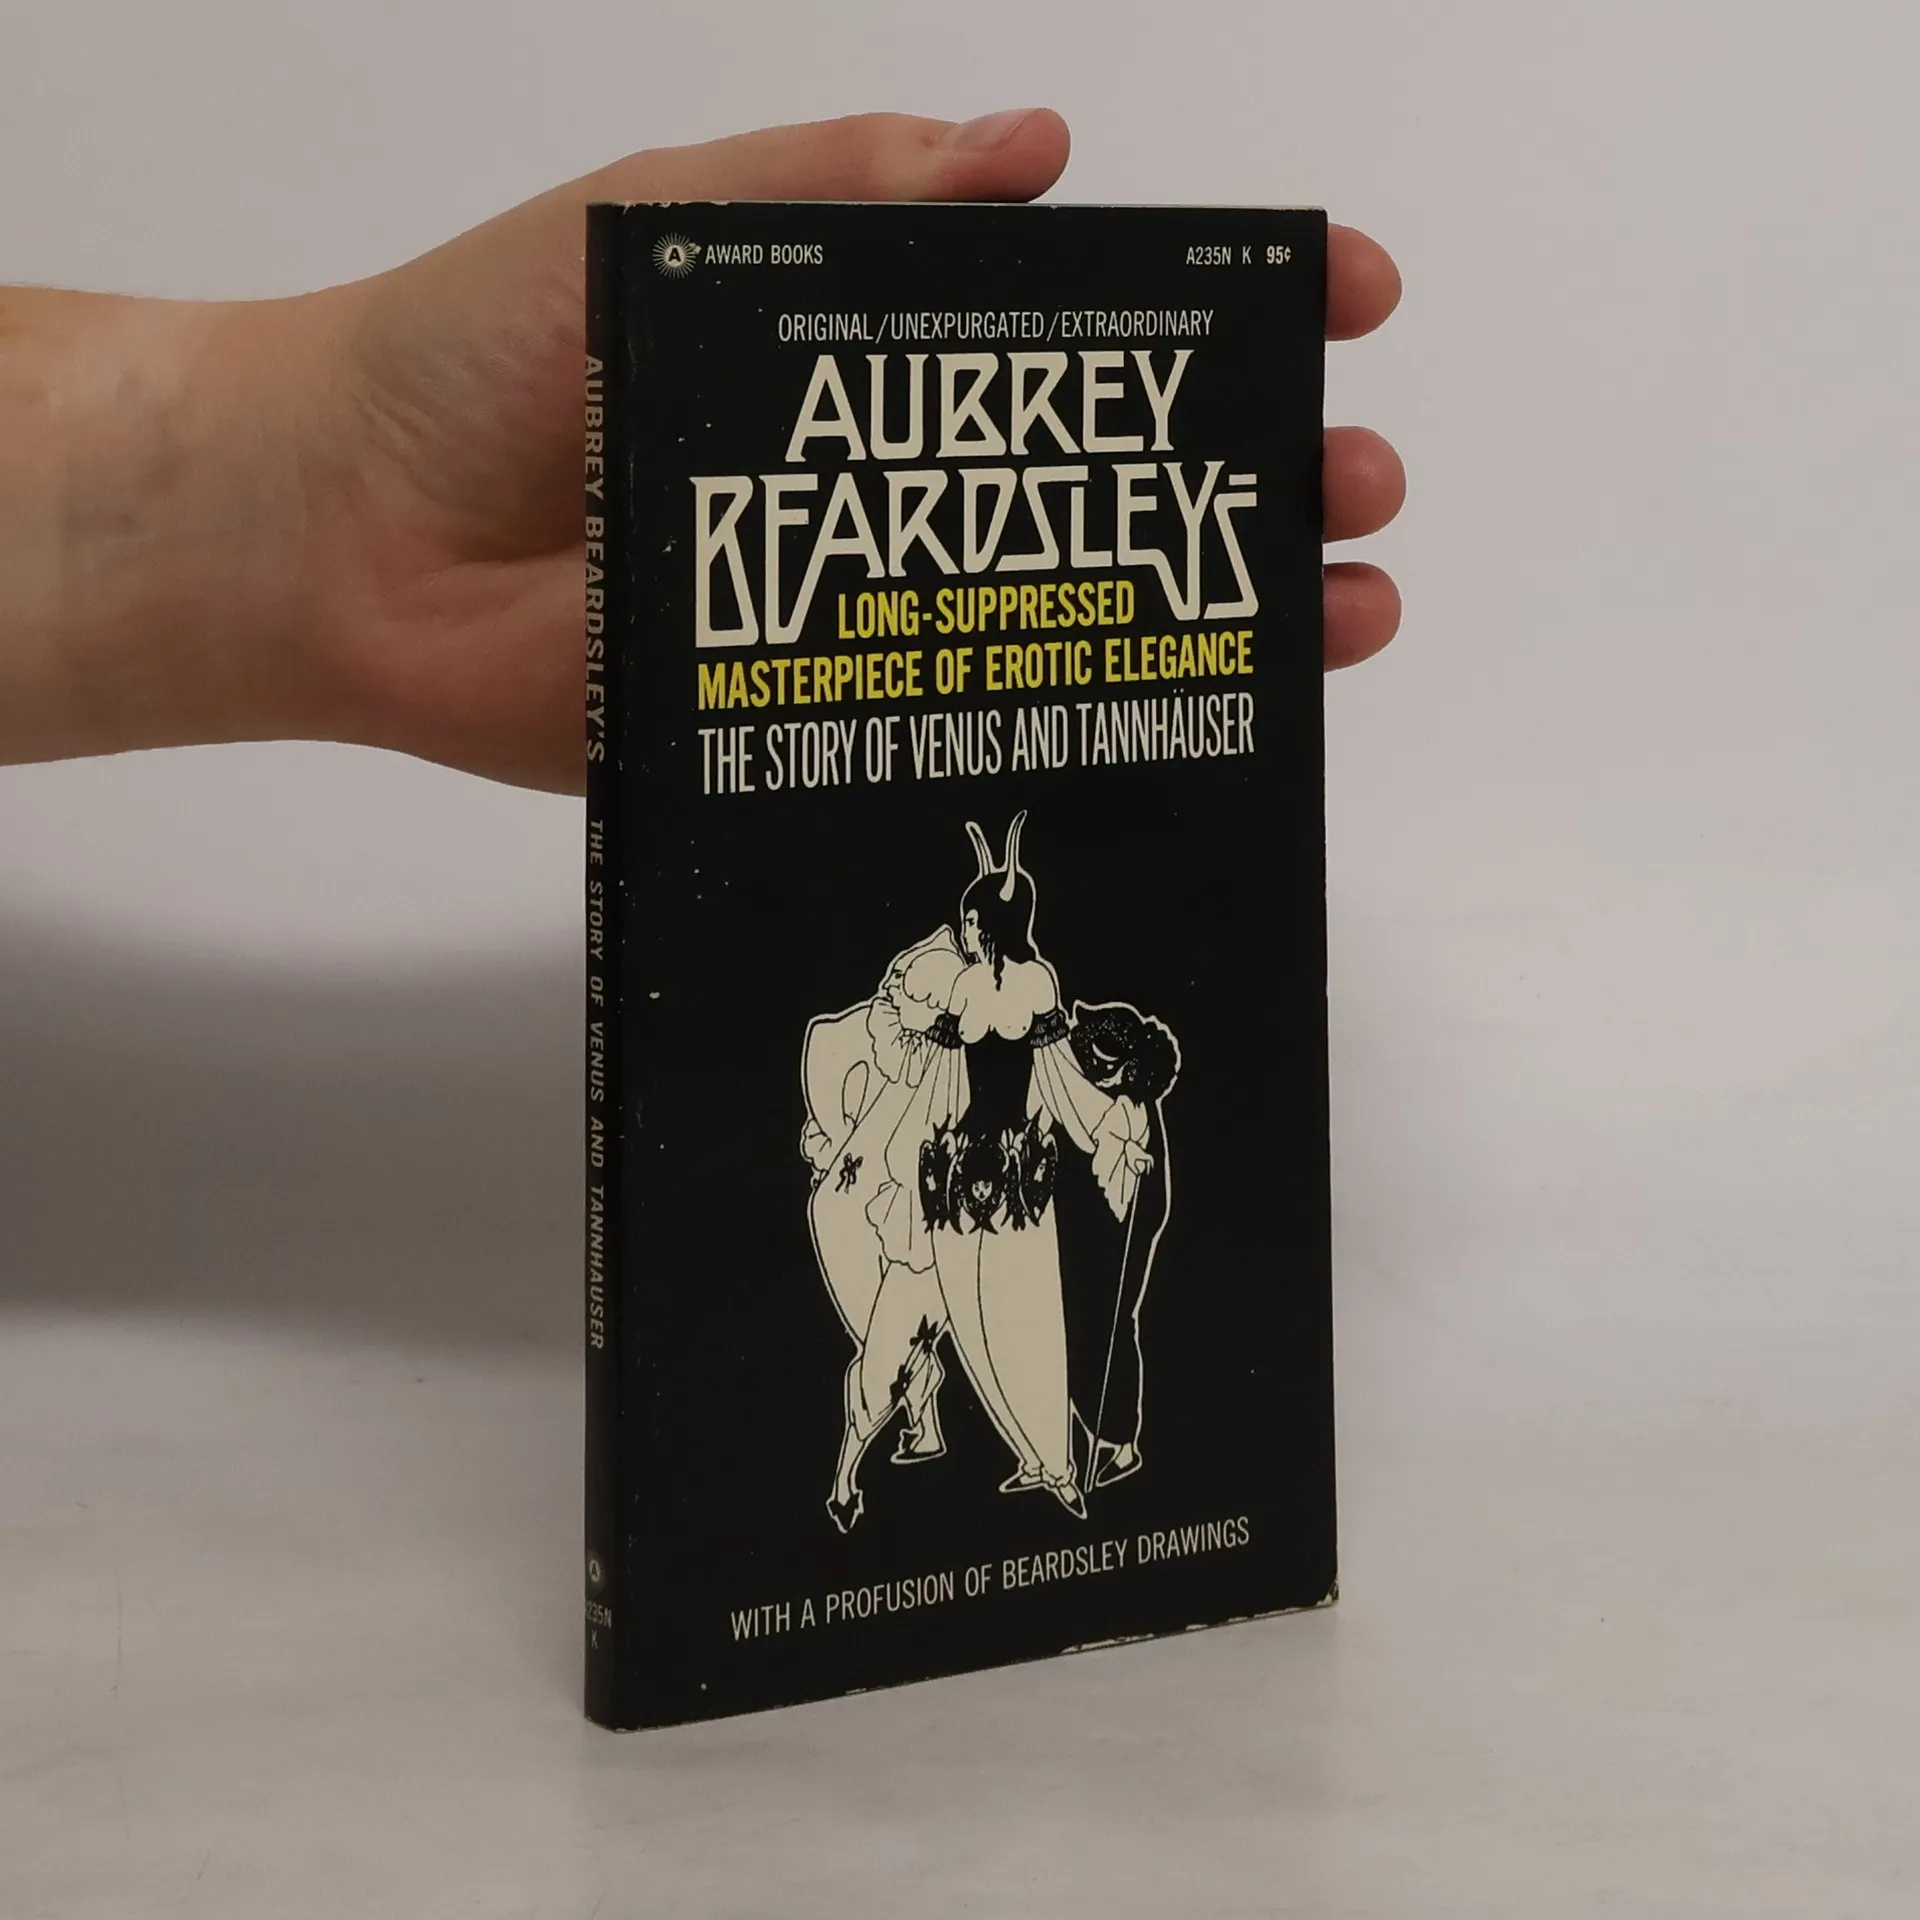 AWARD BOOKS
A235N K 95¢
ORIGINAL/UNEXPURGATED/EXTRAORDINARY
AUBREY
BEARDSLEY'S
LONG-SUPPRESSED
MASTERPIECE OF EROTIC ELEGANCE
THE STORY OF VENUS AND TANNHÄUSER
WITH A PROFUSION OF BEARDSLEY DRAWINGS
AUBREY BEARDSLEY'S THE STORY OF VENUS AND TANNHAUSER
A
A235N
K